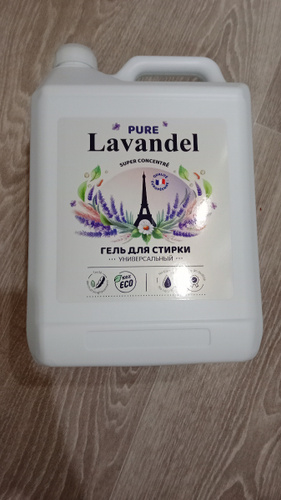 PURE
Lavandel
SUPER CONCENTRÉ
ГЕЛЬ ДЛЯ СТИРКИ
УНИВЕРСАЛЬНЫЙ
ECO